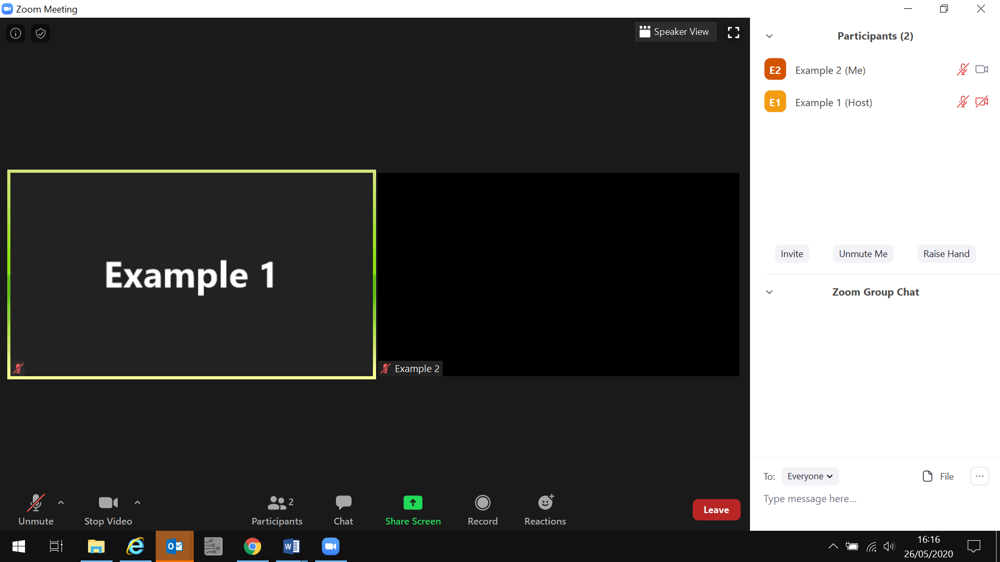 Zoom Meeting
Speaker View
Participants (2)
E2 Example 2 (Me)
E1 Example 1 (Host)
Example 1
Example 2
Invite Unmute Me Raise Hand
Zoom Group Chat
To: Everyone File
Type message here...
Unmute Stop Video Participants 2 Chat Share Screen Record Reactions Leave
16:16
26/05/2020